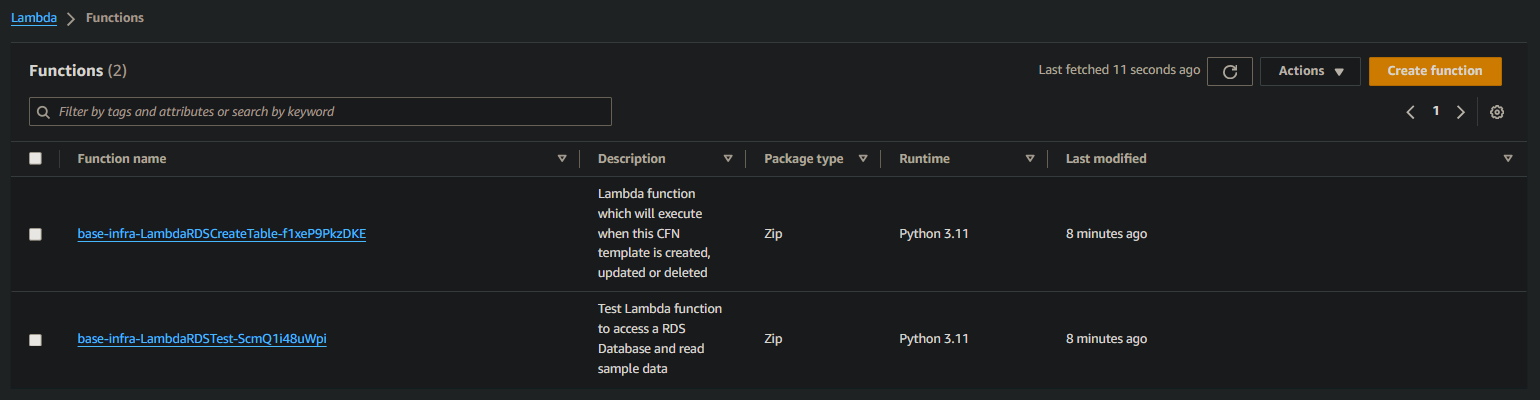 Lambda > Functions
Functions (2)
Last fetched 11 seconds ago
Actions
Create function
Filter by tags and attributes or search by keyword
1
Function name
Description
Package type
Runtime
Last modified
base-infra-LambdaRDSCreateTable-f1xeP9PkzDKE
Lambda function
which will execute
when this CFN
template is created,
updated or deleted
Zip
Python 3.11
8 minutes ago
base-infra-LambdaRDSTest-ScmQ1i48uWpi
Test Lambda function
to access a RDS
Database and read
sample data
Zip
Python 3.11
8 minutes ago